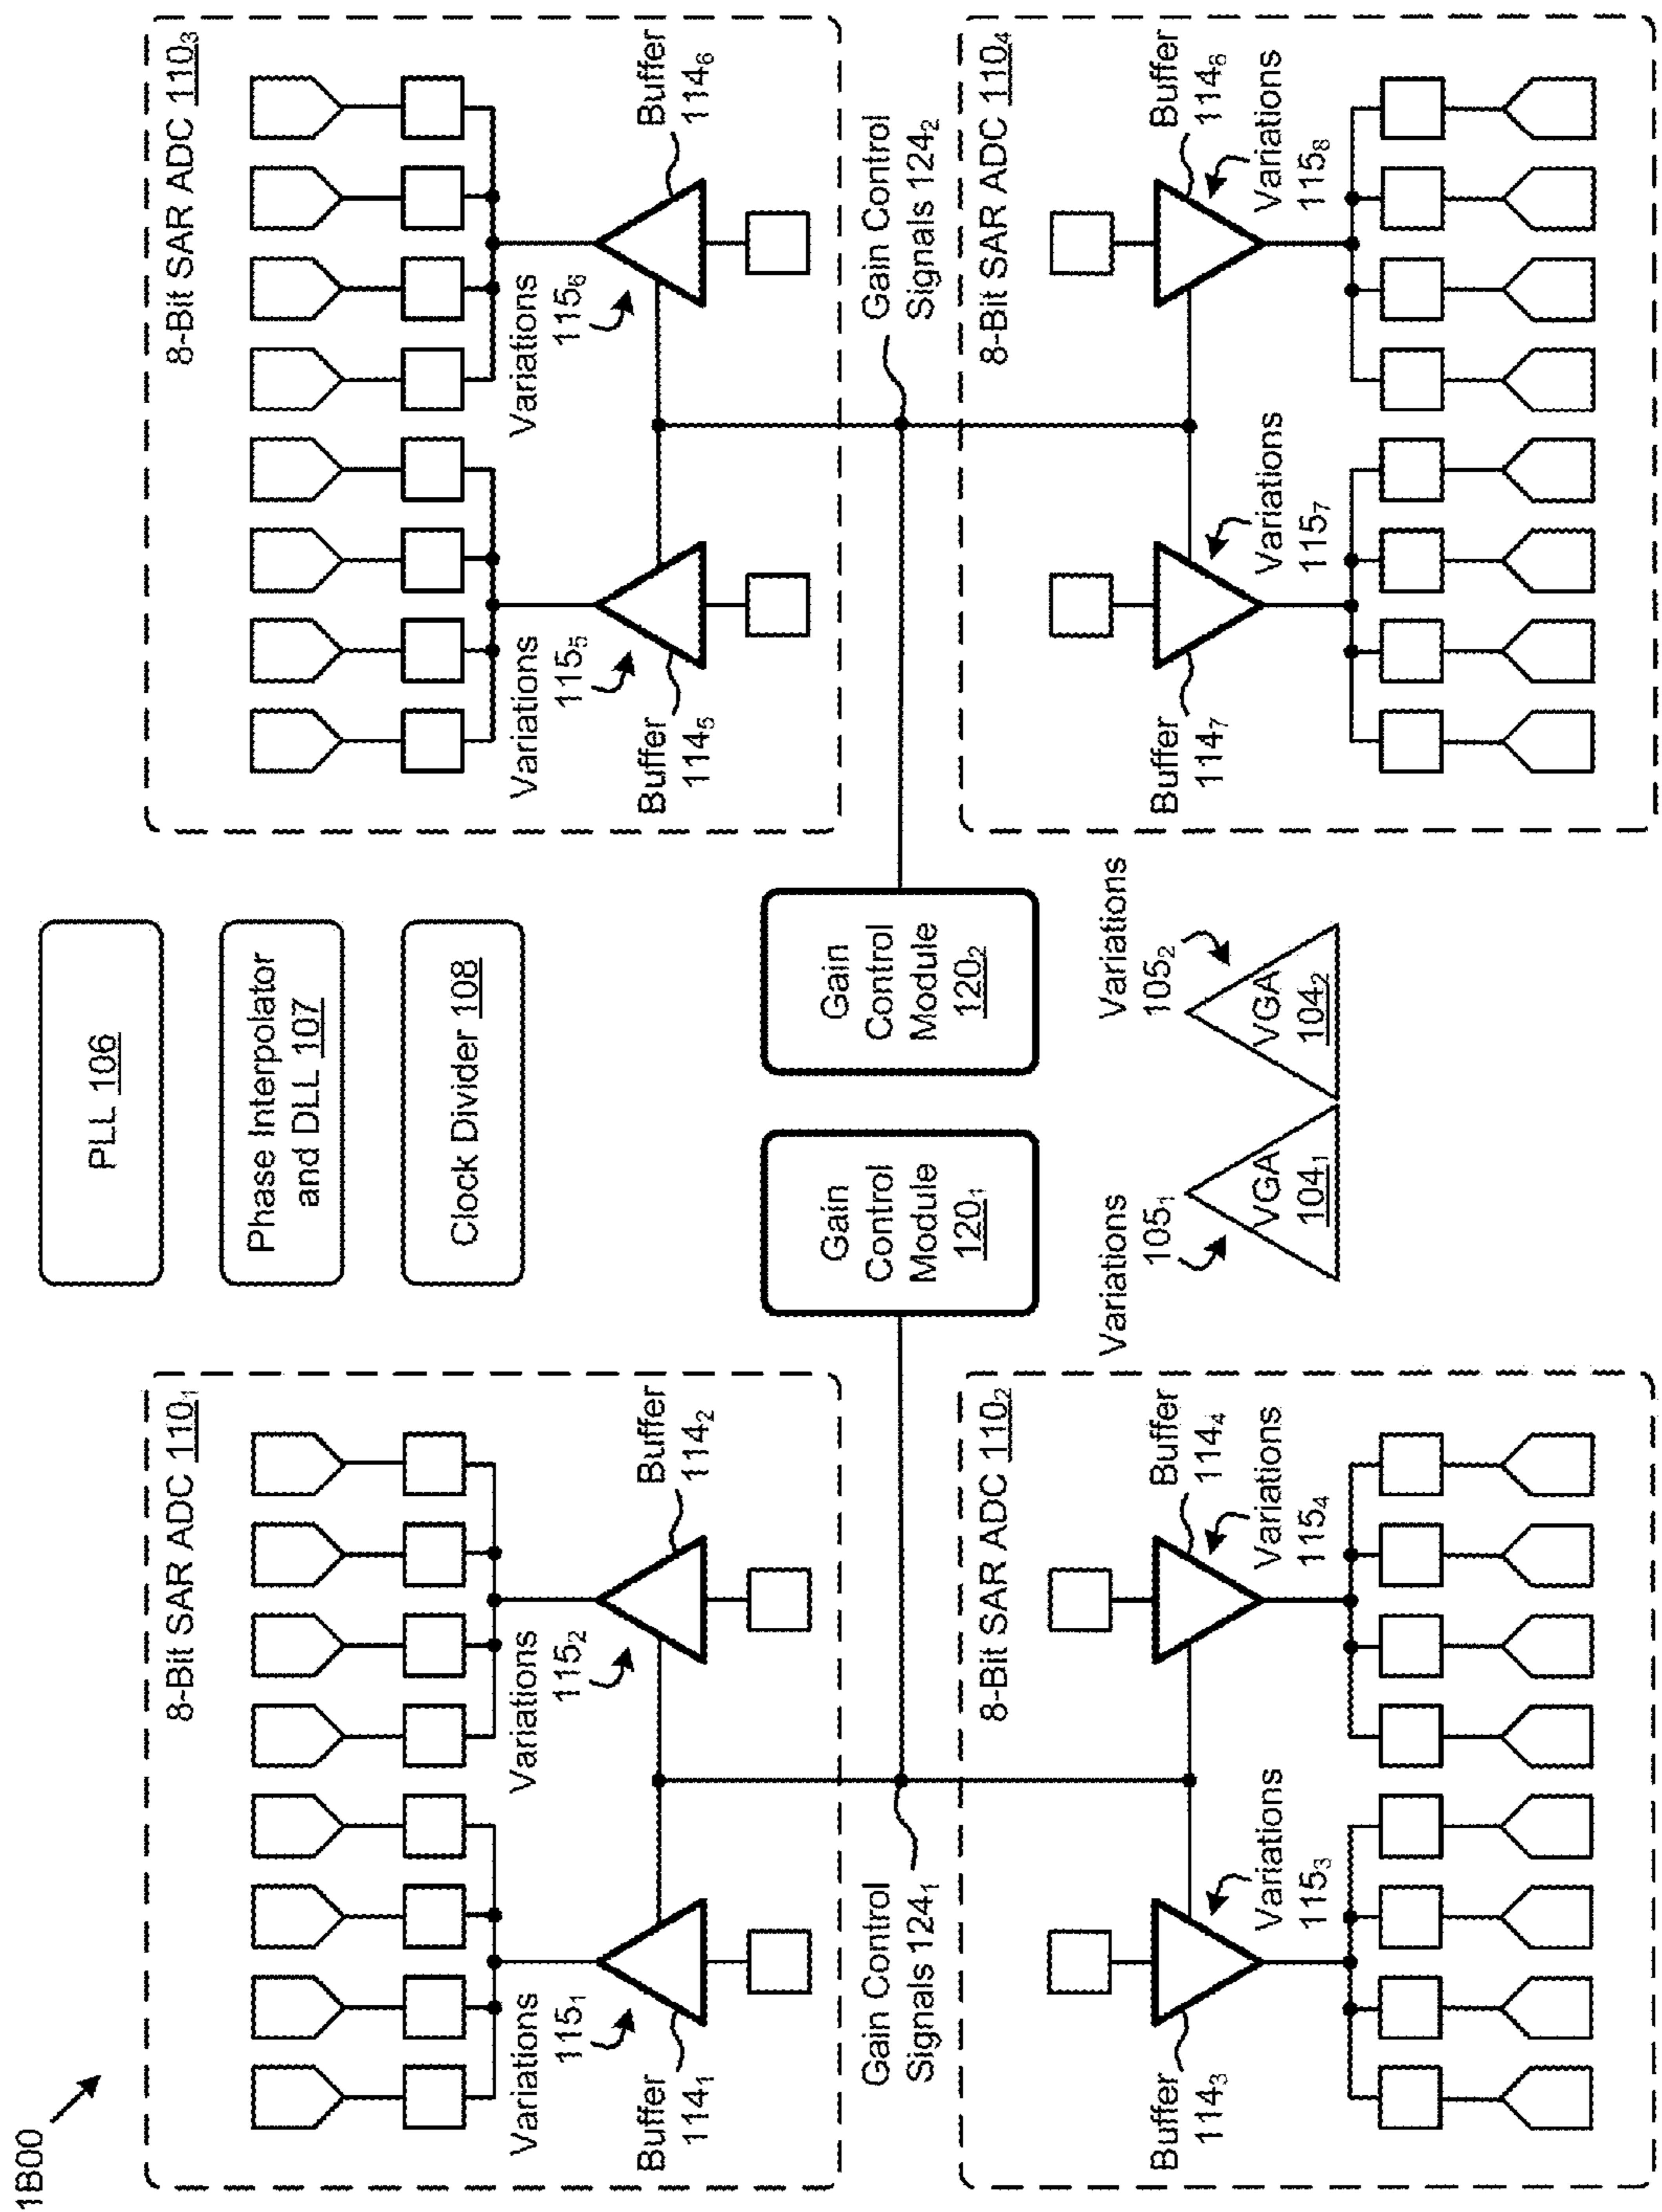 1B00
PLL 106
Phase Interpolator
and DLL 107
Clock Divider 108
8-Bit SAR ADC 110₁
Variations
115₁
Variations
115₂
Buffer
114₁
Buffer
114₂
8-Bit SAR ADC 110₃
Variations
115₅
Variations
115₆
Buffer
114₅
Buffer
114₆
Gain Control
Signals 124₁
Gain
Control
Module
120₁
Gain
Control
Module
120₂
Gain Control
Signals 124₂
8-Bit SAR ADC 110₂
Buffer
114₃
Variations
115₃
Buffer
114₄
Variations
115₄
Variations
105₁
VGA
104₁
Variations
105₂
VGA
104₂
8-Bit SAR ADC 110₄
Buffer
114₇
Variations
115₇
Buffer
114₆
Variations
115₈